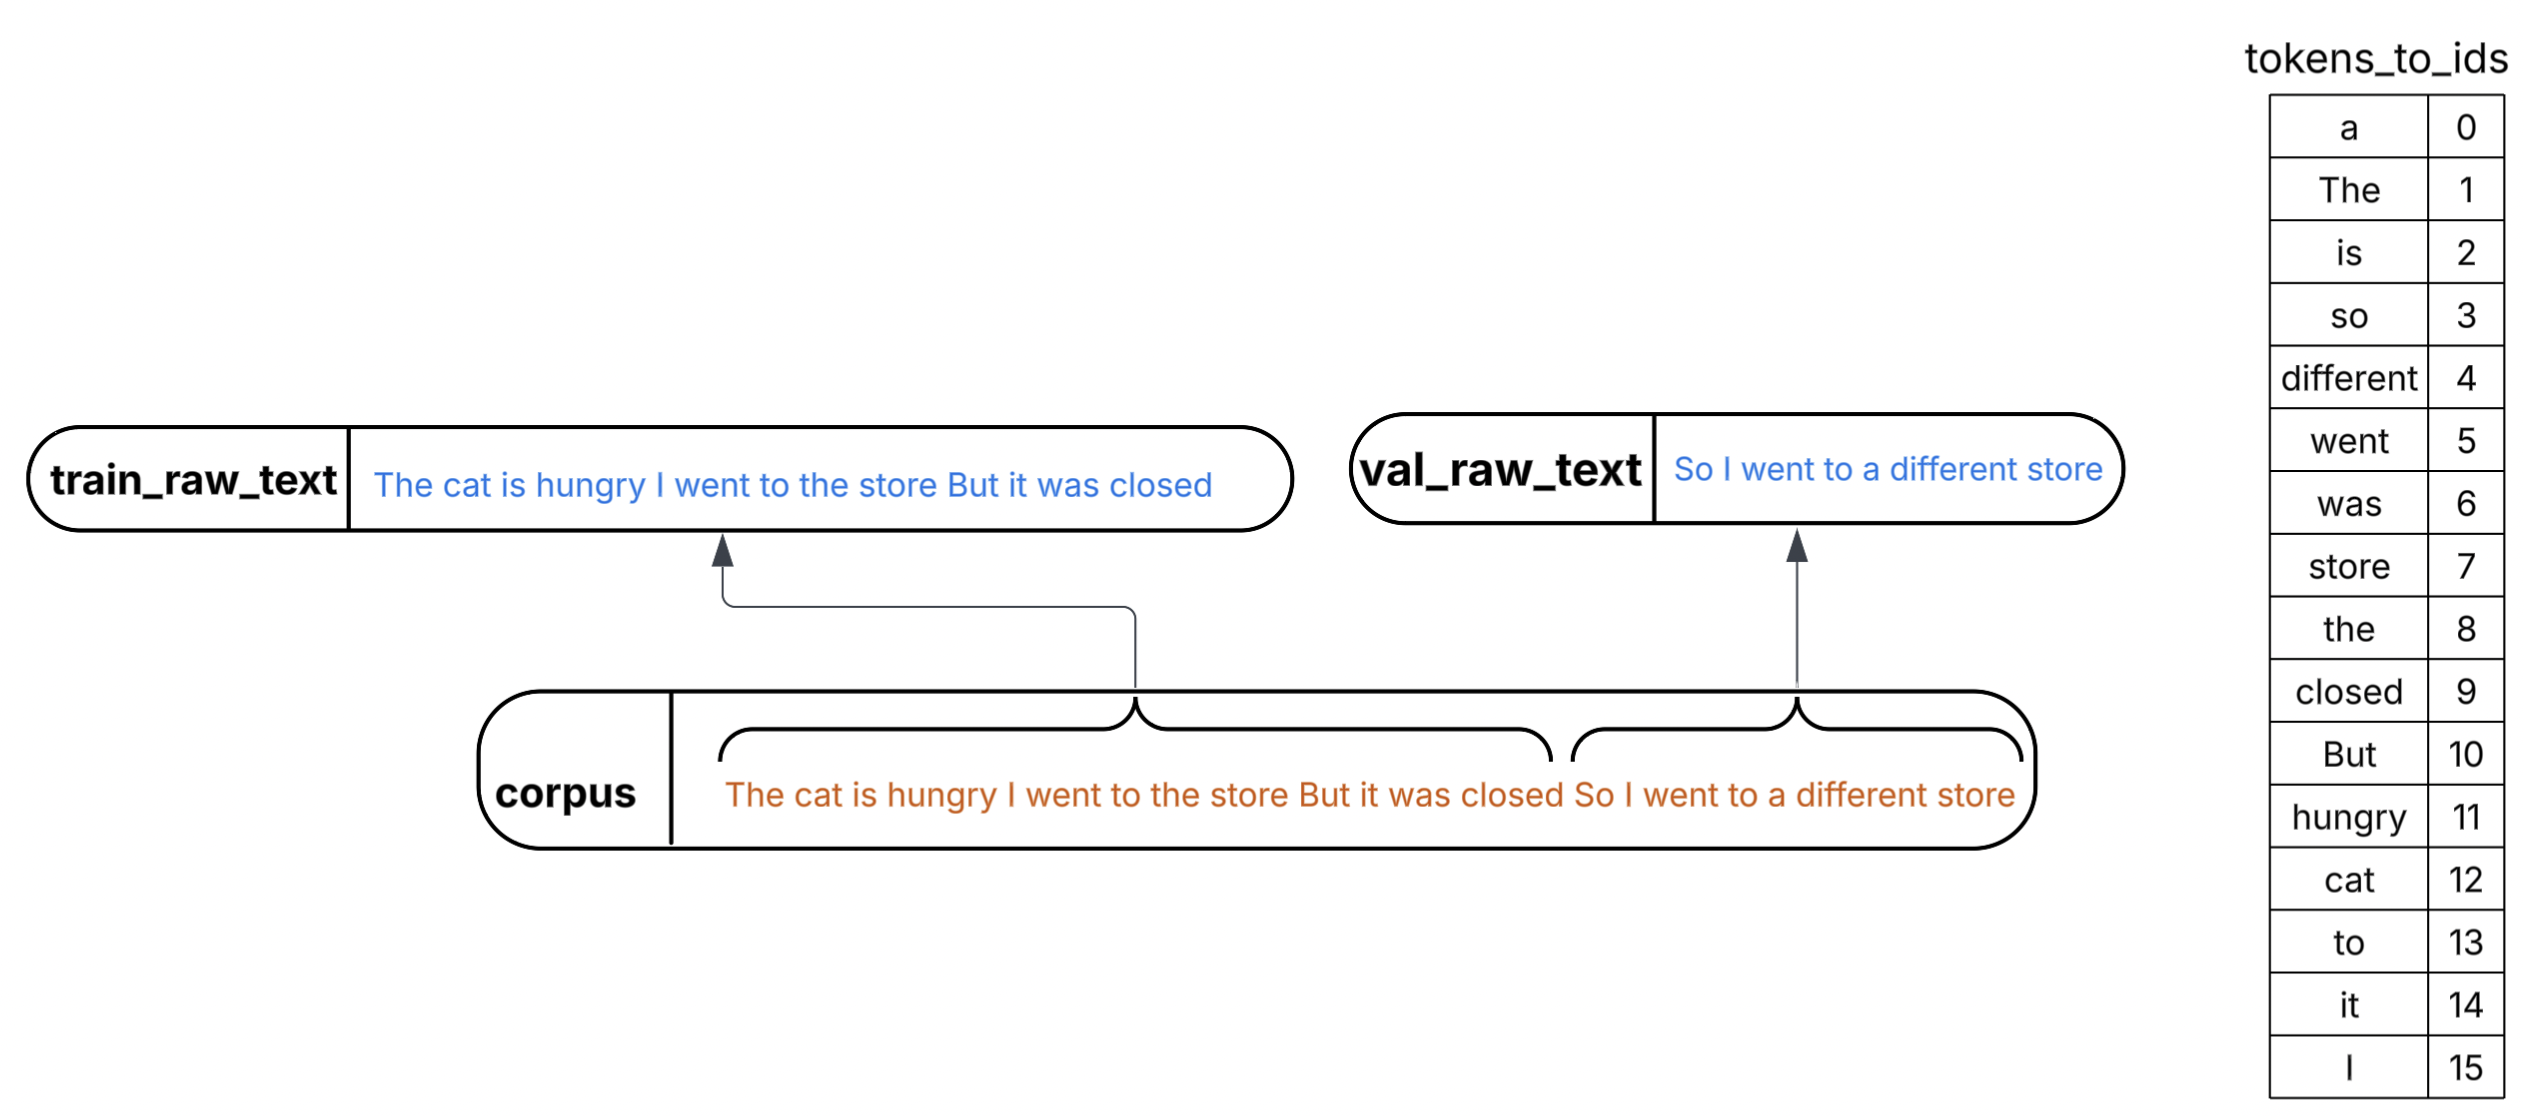 tokens_to_ids
a 0
The 1
is 2
so 3
different 4
went 5
was 6
store 7
the 8
closed 9
But 10
hungry 11
cat 12
to 13
it 14
I 15
train_raw_text The cat is hungry I went to the store But it was closed
val_raw_text So I went to a different store
corpus The cat is hungry I went to the store But it was closed So I went to a different store